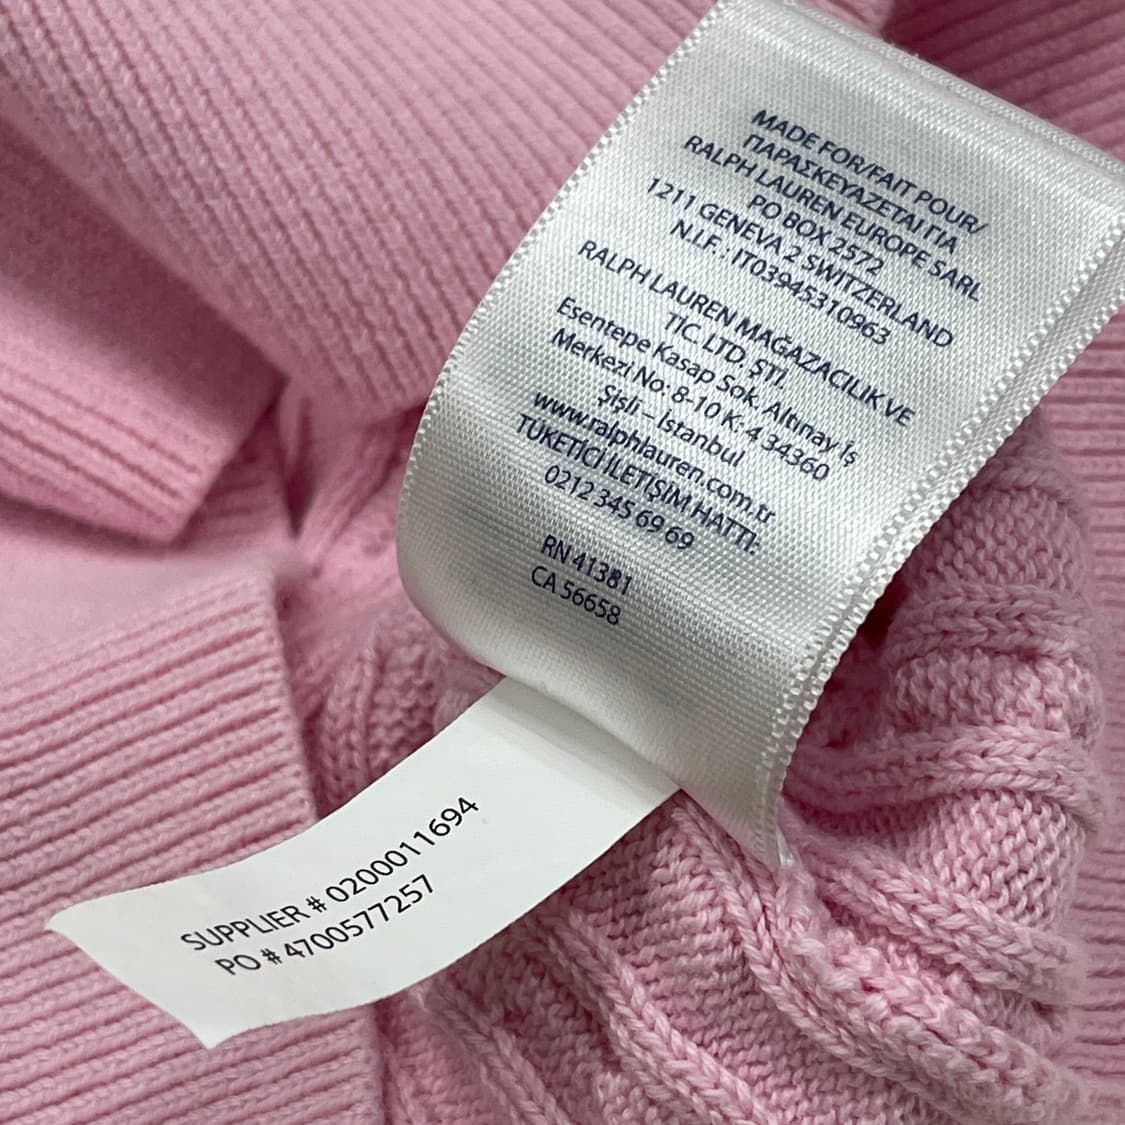 MADE FOR/FAIT POUR/
ΠΑΡΑΣΚΕΥΑΖΕΤΑΙ ΓΙΑ
RALPH LAUREN EUROPE SARL
PO BOX 2572
1211 GENEVA 2 SWITZERLAND
N.I.F. : IT03945310963
RALPH LAUREN MAĞAZACILIK VE
TIC. LTD. ŞTİ.
Esentepe Kasap Sok. Altınay İş
Merkezi No: 8-10 K: 4 34360
Şişli – İstanbul
www.ralphlauren.com.tr
TÜKETİCİ İLETİŞİM HATTI:
0212 345 69 69
RN 41381
CA 56658
SUPPLIER # 0200011694
PO # 4700577257